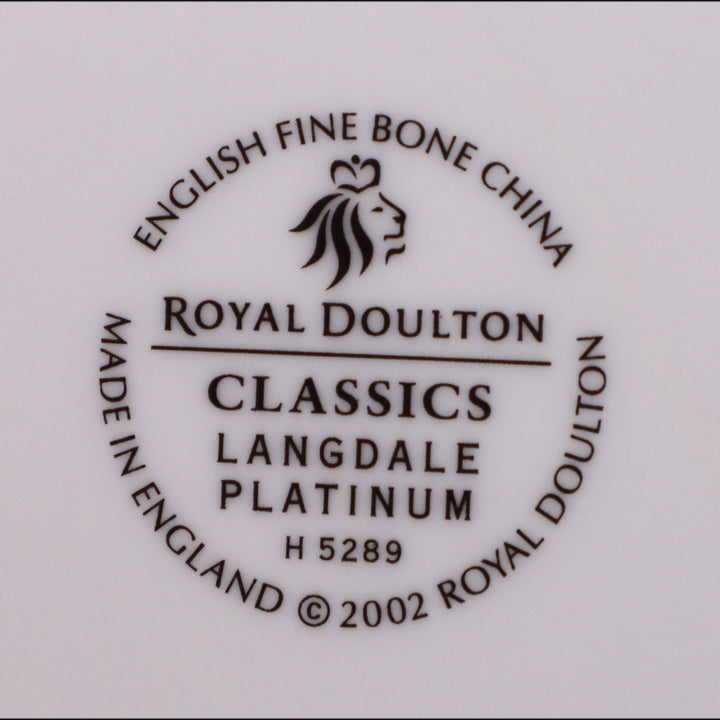 ENGLISH FINE BONE CHINA
ROYAL DOULTON
CLASSICS
LANGDALE
PLATINUM
H 5289
MADE IN ENGLAND © 2002 ROYAL DOULTON